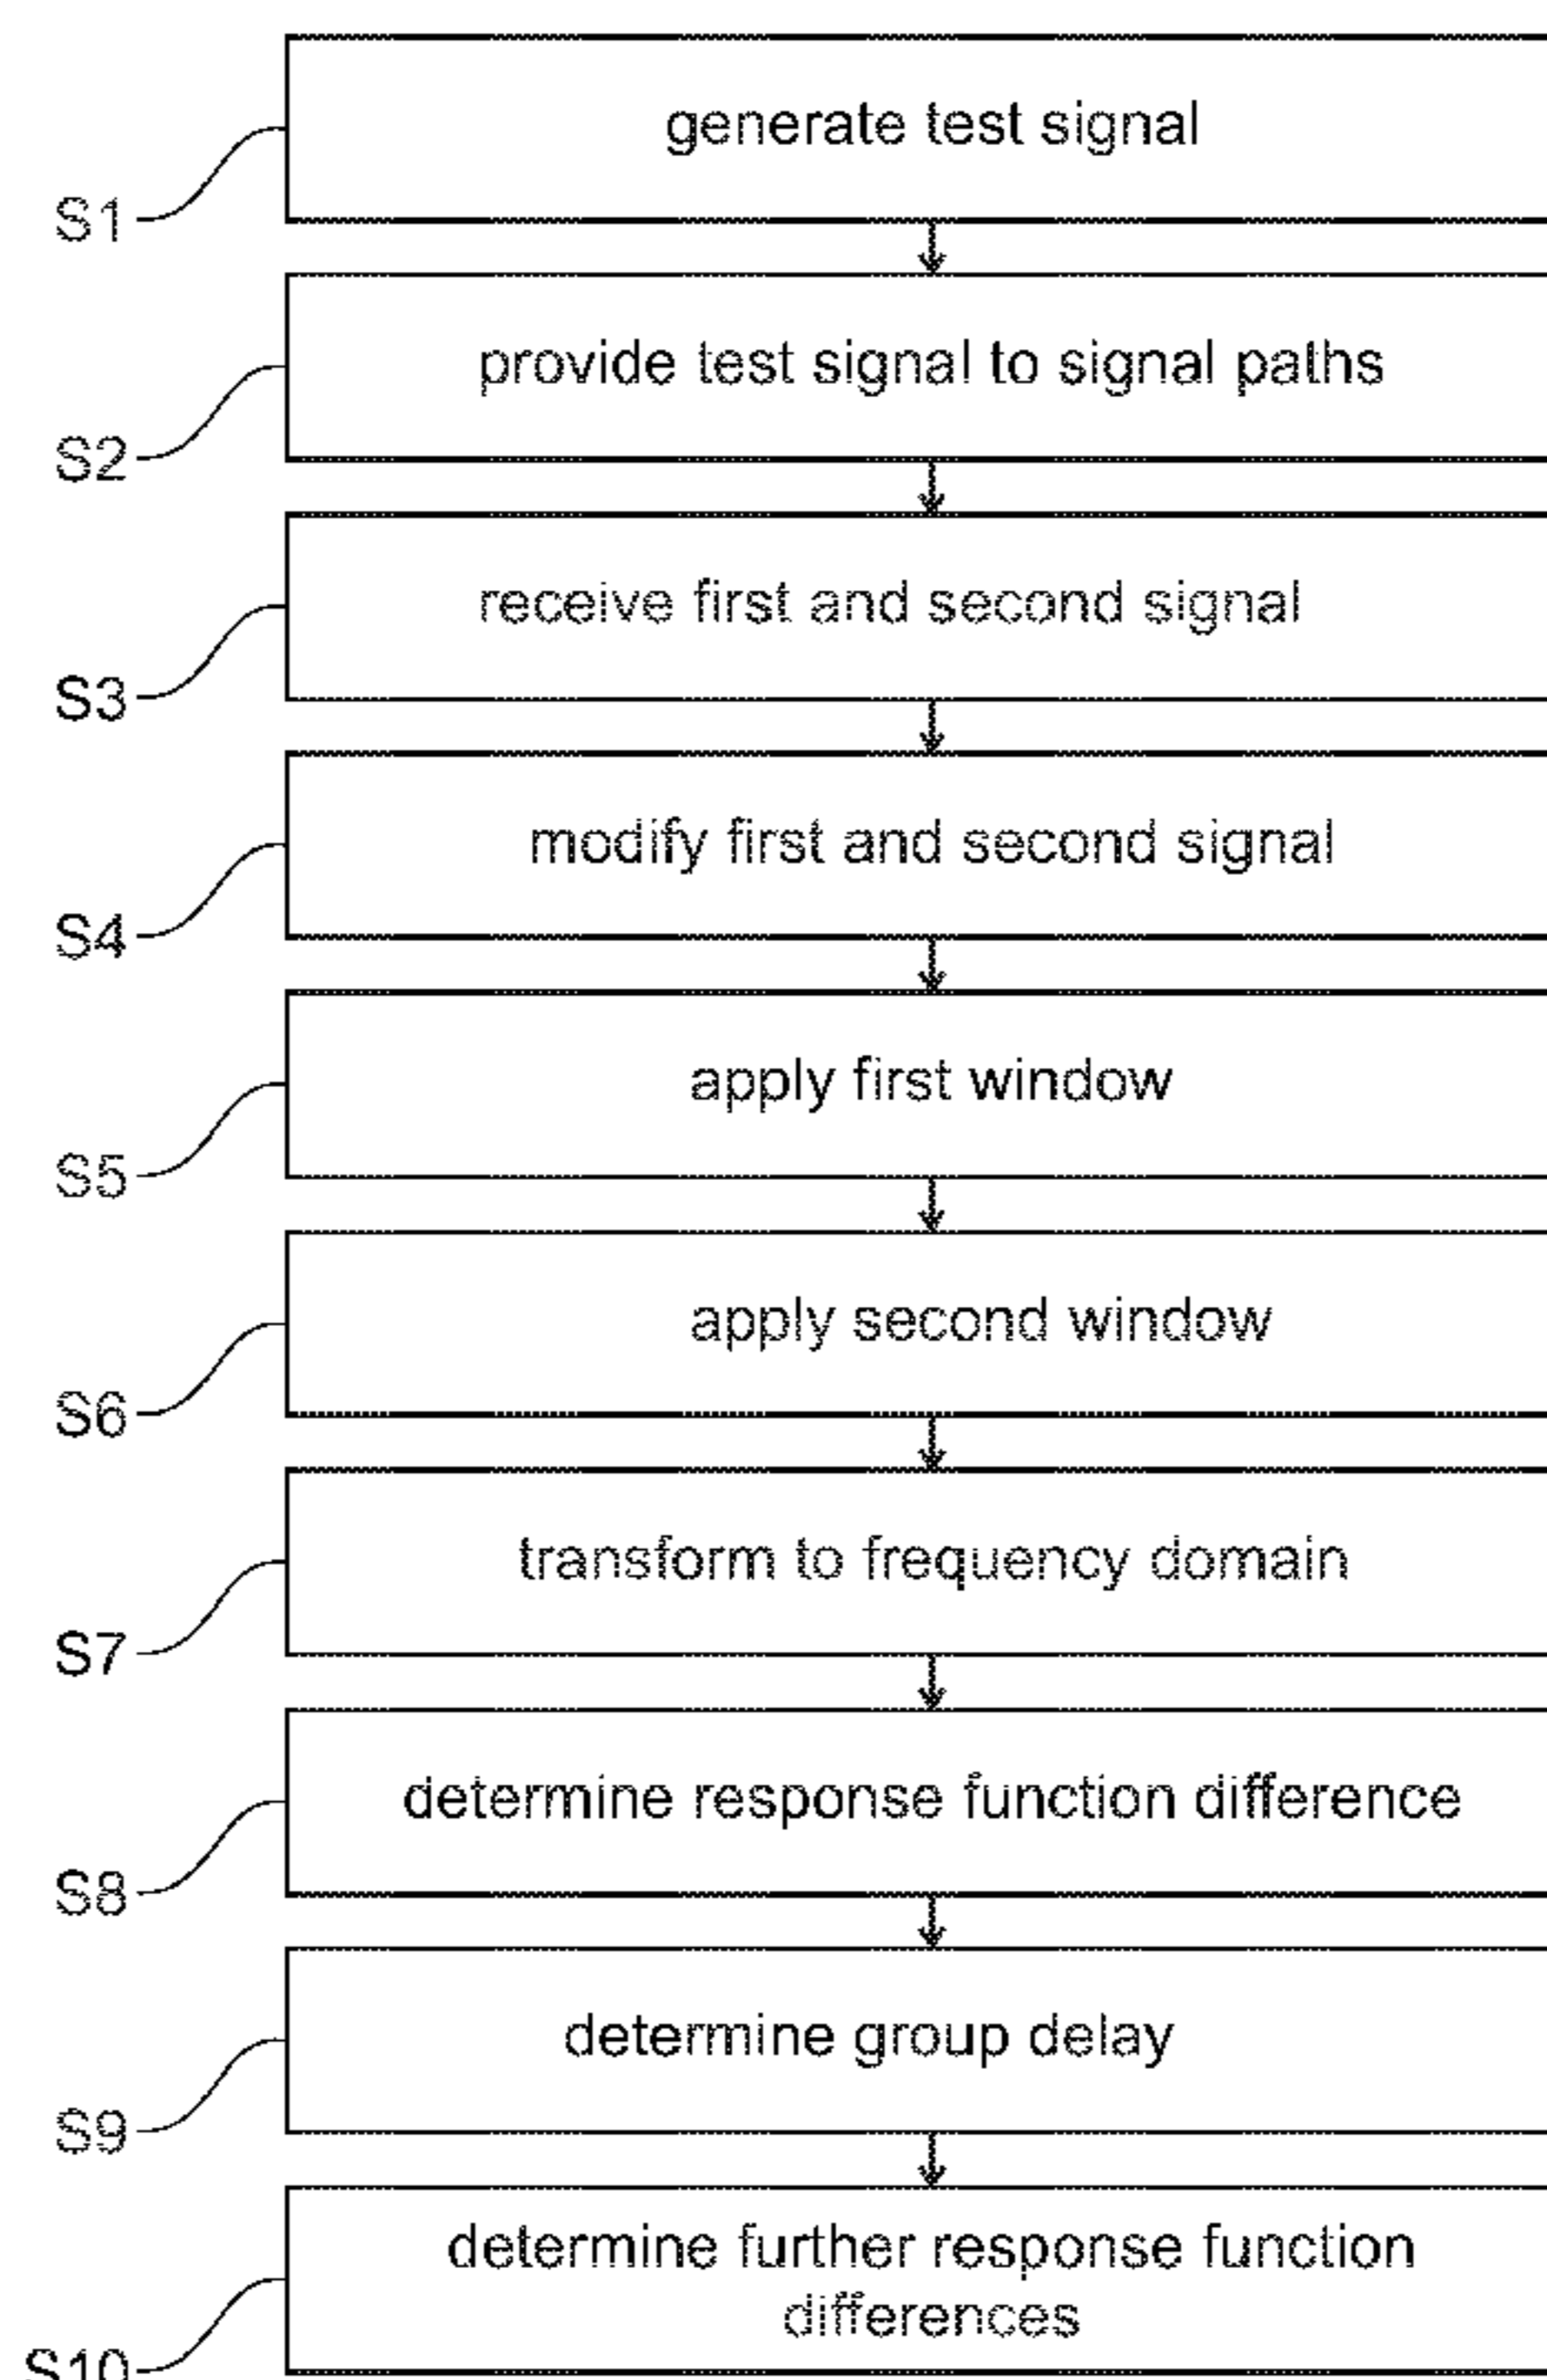 generate test signal
S1
provide test signal to signal paths
S2
receive first and second signal
S3
modify first and second signal
S4
apply first window
S5
apply second window
S6
transform to frequency domain
S7
determine response function difference
S8
determine group delay
S9
determine further response function
differences
S10